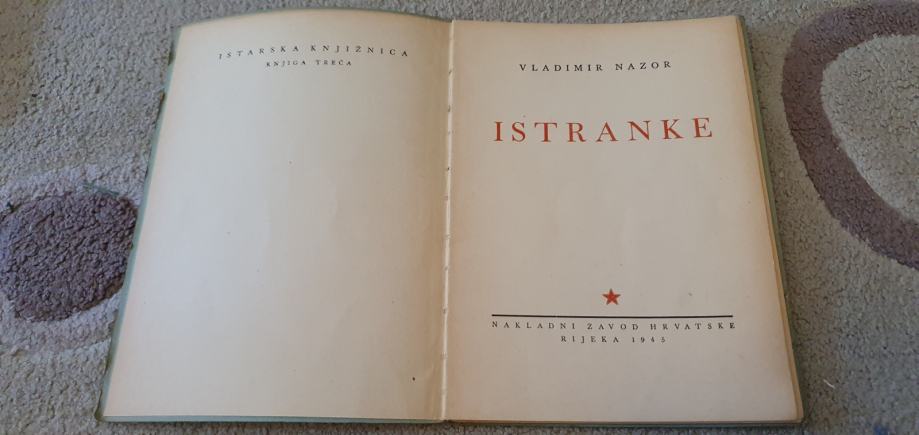 ISTARSKA KNJIŽNICA
KNJIGA TREĆA
VLADIMIR NAZOR
ISTRANKE
NAKLADNI ZAVOD HRVATSKE
RIJEKA 1945